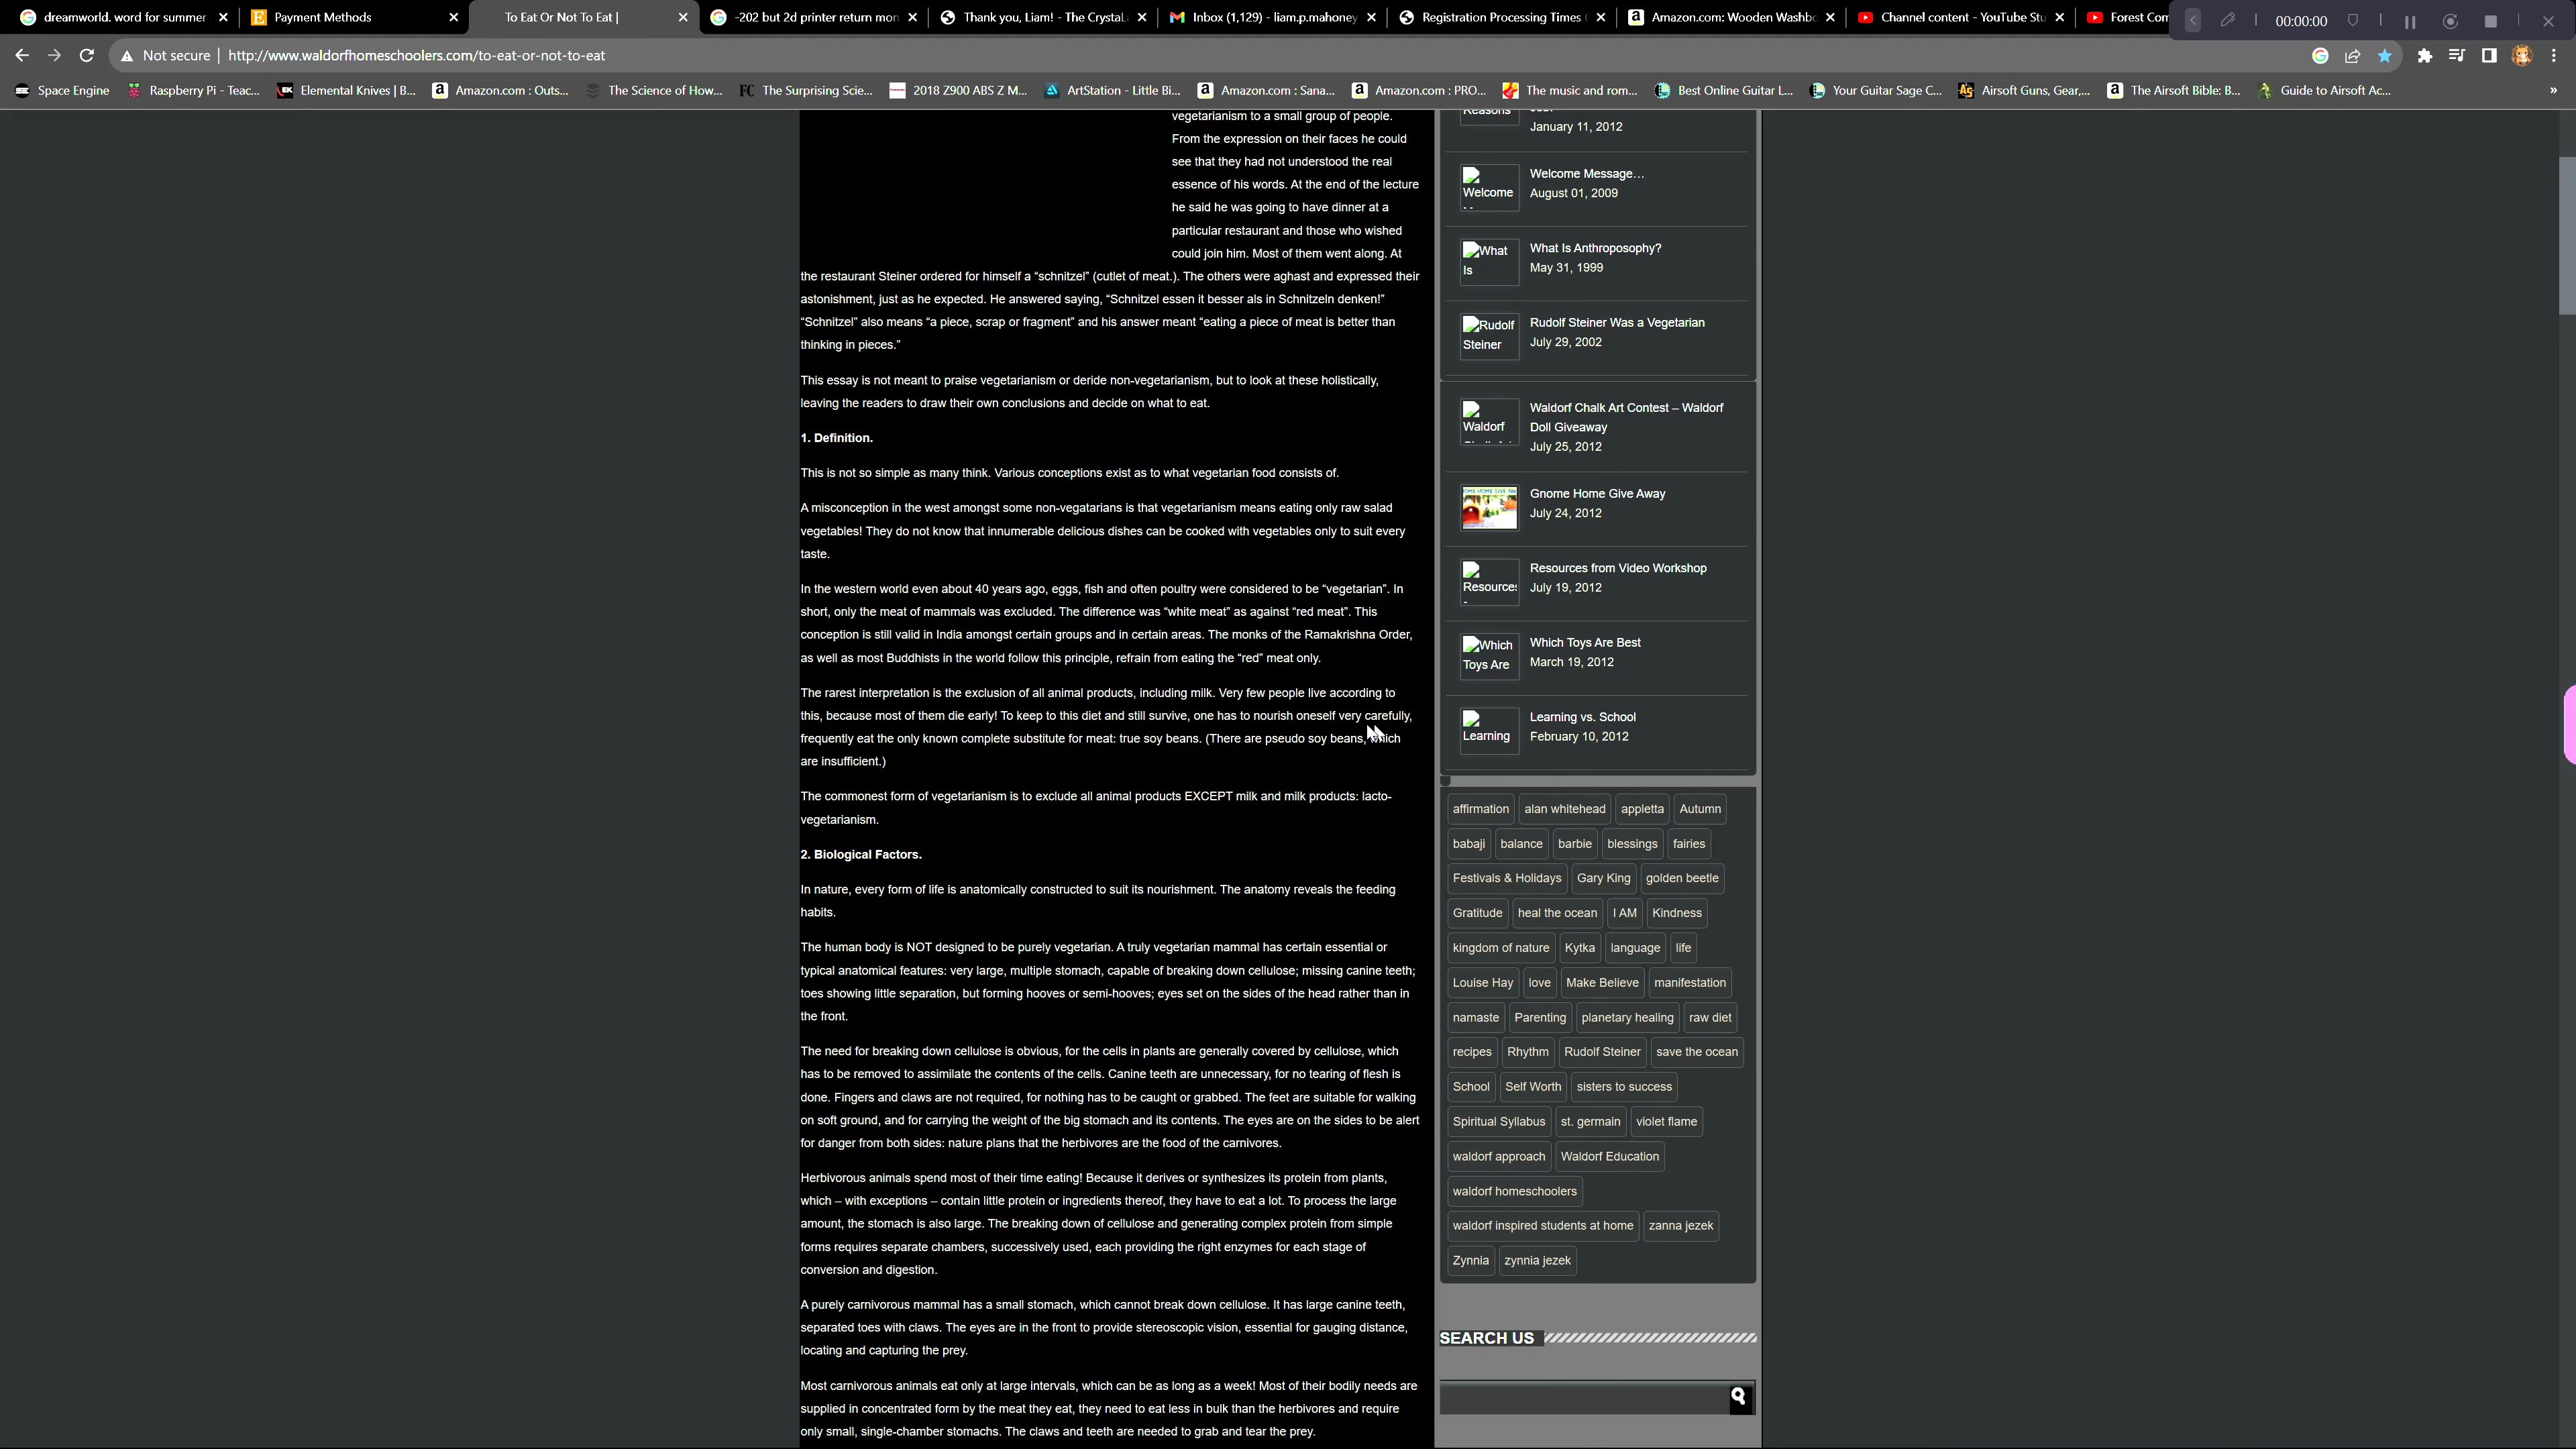 dreamworld. word for summer
Payment Methods
To Eat Or Not To Eat |
-202 but 2d printer return mon
Thank you, Liam! - The CrystaL
Inbox (1,129) - liam.p.mahoney
Registration Processing Times
Amazon.com: Wooden Washbo
Channel content - YouTube Stu
Forest Com
00:00:00
Not secure
http://www.waldorfhomeschoolers.com/to-eat-or-not-to-eat
Space Engine
Raspberry Pi - Teac...
Elemental Knives | B...
Amazon.com : Outs...
The Science of How...
The Surprising Scie...
2018 Z900 ABS Z M...
ArtStation - Little Bi...
Amazon.com : Sana...
Amazon.com : PRO...
The music and rom...
Best Online Guitar L...
Your Guitar Sage C...
Airsoft Guns, Gear,...
The Airsoft Bible: B...
Guide to Airsoft Ac...
vegetarianism to a small group of people.
From the expression on their faces he could
see that they had not understood the real
essence of his words. At the end of the lecture
he said he was going to have dinner at a
particular restaurant and those who wished
could join him. Most of them went along. At
the restaurant Steiner ordered for himself a “schnitzel” (cutlet of meat.). The others were aghast and expressed their
astonishment, just as he expected. He answered saying, “Schnitzel essen it besser als in Schnitzeln denken!”
“Schnitzel” also means “a piece, scrap or fragment” and his answer meant “eating a piece of meat is better than
thinking in pieces.”
This essay is not meant to praise vegetarianism or deride non-vegetarianism, but to look at these holistically,
leaving the readers to draw their own conclusions and decide on what to eat.
1. Definition.
This is not so simple as many think. Various conceptions exist as to what vegetarian food consists of.
A misconception in the west amongst some non-vegatarians is that vegetarianism means eating only raw salad
vegetables! They do not know that innumerable delicious dishes can be cooked with vegetables only to suit every
taste.
In the western world even about 40 years ago, eggs, fish and often poultry were considered to be “vegetarian”. In
short, only the meat of mammals was excluded. The difference was “white meat” as against “red meat”. This
conception is still valid in India amongst certain groups and in certain areas. The monks of the Ramakrishna Order,
as well as most Buddhists in the world follow this principle, refrain from eating the “red” meat only.
The rarest interpretation is the exclusion of all animal products, including milk. Very few people live according to
this, because most of them die early! To keep to this diet and still survive, one has to nourish oneself very carefully,
frequently eat the only known complete substitute for meat: true soy beans. (There are pseudo soy beans, which
are insufficient.)
The commonest form of vegetarianism is to exclude all animal products EXCEPT milk and milk products: lacto-
vegetarianism.
2. Biological Factors.
In nature, every form of life is anatomically constructed to suit its nourishment. The anatomy reveals the feeding
habits.
The human body is NOT designed to be purely vegetarian. A truly vegetarian mammal has certain essential or
typical anatomical features: very large, multiple stomach, capable of breaking down cellulose; missing canine teeth;
toes showing little separation, but forming hooves or semi-hooves; eyes set on the sides of the head rather than in
the front.
The need for breaking down cellulose is obvious, for the cells in plants are generally covered by cellulose, which
has to be removed to assimilate the contents of the cells. Canine teeth are unnecessary, for no tearing of flesh is
done. Fingers and claws are not required, for nothing has to be caught or grabbed. The feet are suitable for walking
on soft ground, and for carrying the weight of the big stomach and its contents. The eyes are on the sides to be alert
for danger from both sides: nature plans that the herbivores are the food of the carnivores.
Herbivorous animals spend most of their time eating! Because it derives or synthesizes its protein from plants,
which – with exceptions – contain little protein or ingredients thereof, they have to eat a lot. To process the large
amount, the stomach is also large. The breaking down of cellulose and generating complex protein from simple
forms requires separate chambers, successively used, each providing the right enzymes for each stage of
conversion and digestion.
A purely carnivorous mammal has a small stomach, which cannot break down cellulose. It has large canine teeth,
separated toes with claws. The eyes are in the front to provide stereoscopic vision, essential for gauging distance,
locating and capturing the prey.
Most carnivorous animals eat only at large intervals, which can be as long as a week! Most of their bodily needs are
supplied in concentrated form by the meat they eat, they need to eat less in bulk than the herbivores and require
only small, single-chamber stomachs. The claws and teeth are needed to grab and tear the prey.
Reasons
January 11, 2012
Welcome
Welcome Message…
August 01, 2009
What Is
What Is Anthroposophy?
May 31, 1999
Rudolf Steiner
Rudolf Steiner Was a Vegetarian
July 29, 2002
Waldorf
Waldorf Chalk Art Contest – Waldorf
Doll Giveaway
July 25, 2012
Gnome Home Give Away
July 24, 2012
Resources
Resources from Video Workshop
July 19, 2012
Which Toys Are
Which Toys Are Best
March 19, 2012
Learning
Learning vs. School
February 10, 2012
affirmation alan whitehead appletta Autumn
babaji balance barbie blessings fairies
Festivals & Holidays Gary King golden beetle
Gratitude heal the ocean I AM Kindness
kingdom of nature Kytka language life
Louise Hay love Make Believe manifestation
namaste Parenting planetary healing raw diet
recipes Rhythm Rudolf Steiner save the ocean
School Self Worth sisters to success
Spiritual Syllabus st. germain violet flame
waldorf approach Waldorf Education
waldorf homeschoolers
waldorf inspired students at home zanna jezek
Zynnia zynnia jezek
SEARCH US